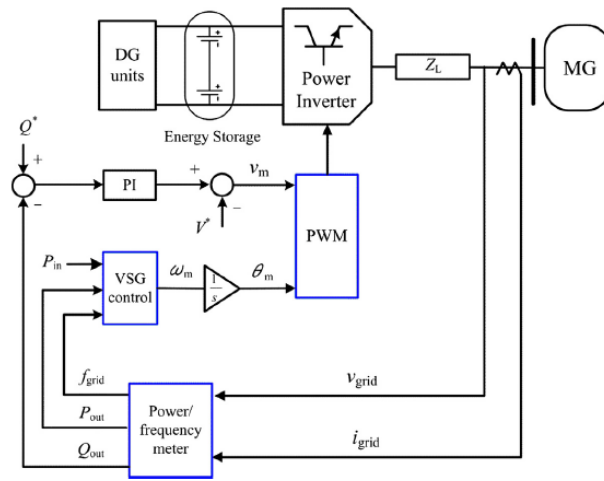 DG
units
Energy Storage
Power
Inverter
Z_L
MG
Q*
+
−
PI
+
−
V*
v_m
PWM
P_in
VSG
control
ω_m
1
s
θ_m
f_grid
P_out
Q_out
Power/
frequency
meter
v_grid
i_grid